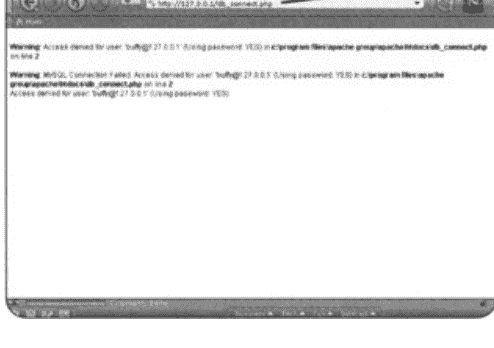 http://127.0.0.1/db_connect.php
Home
Warning: Access denied for user: 'buffy@127.0.0.1' (Using password: YES) in c:\program files\apache group\apache\htdocs\db_connect.php
on line 2
Warning: MySQL Connection Failed: Access denied for user: 'buffy@127.0.0.1' (Using password: YES) in c:\program files\apache
group\apache\htdocs\db_connect.php on line 2
Access denied for user: 'buffy@127.0.0.1' (Using password: YES)